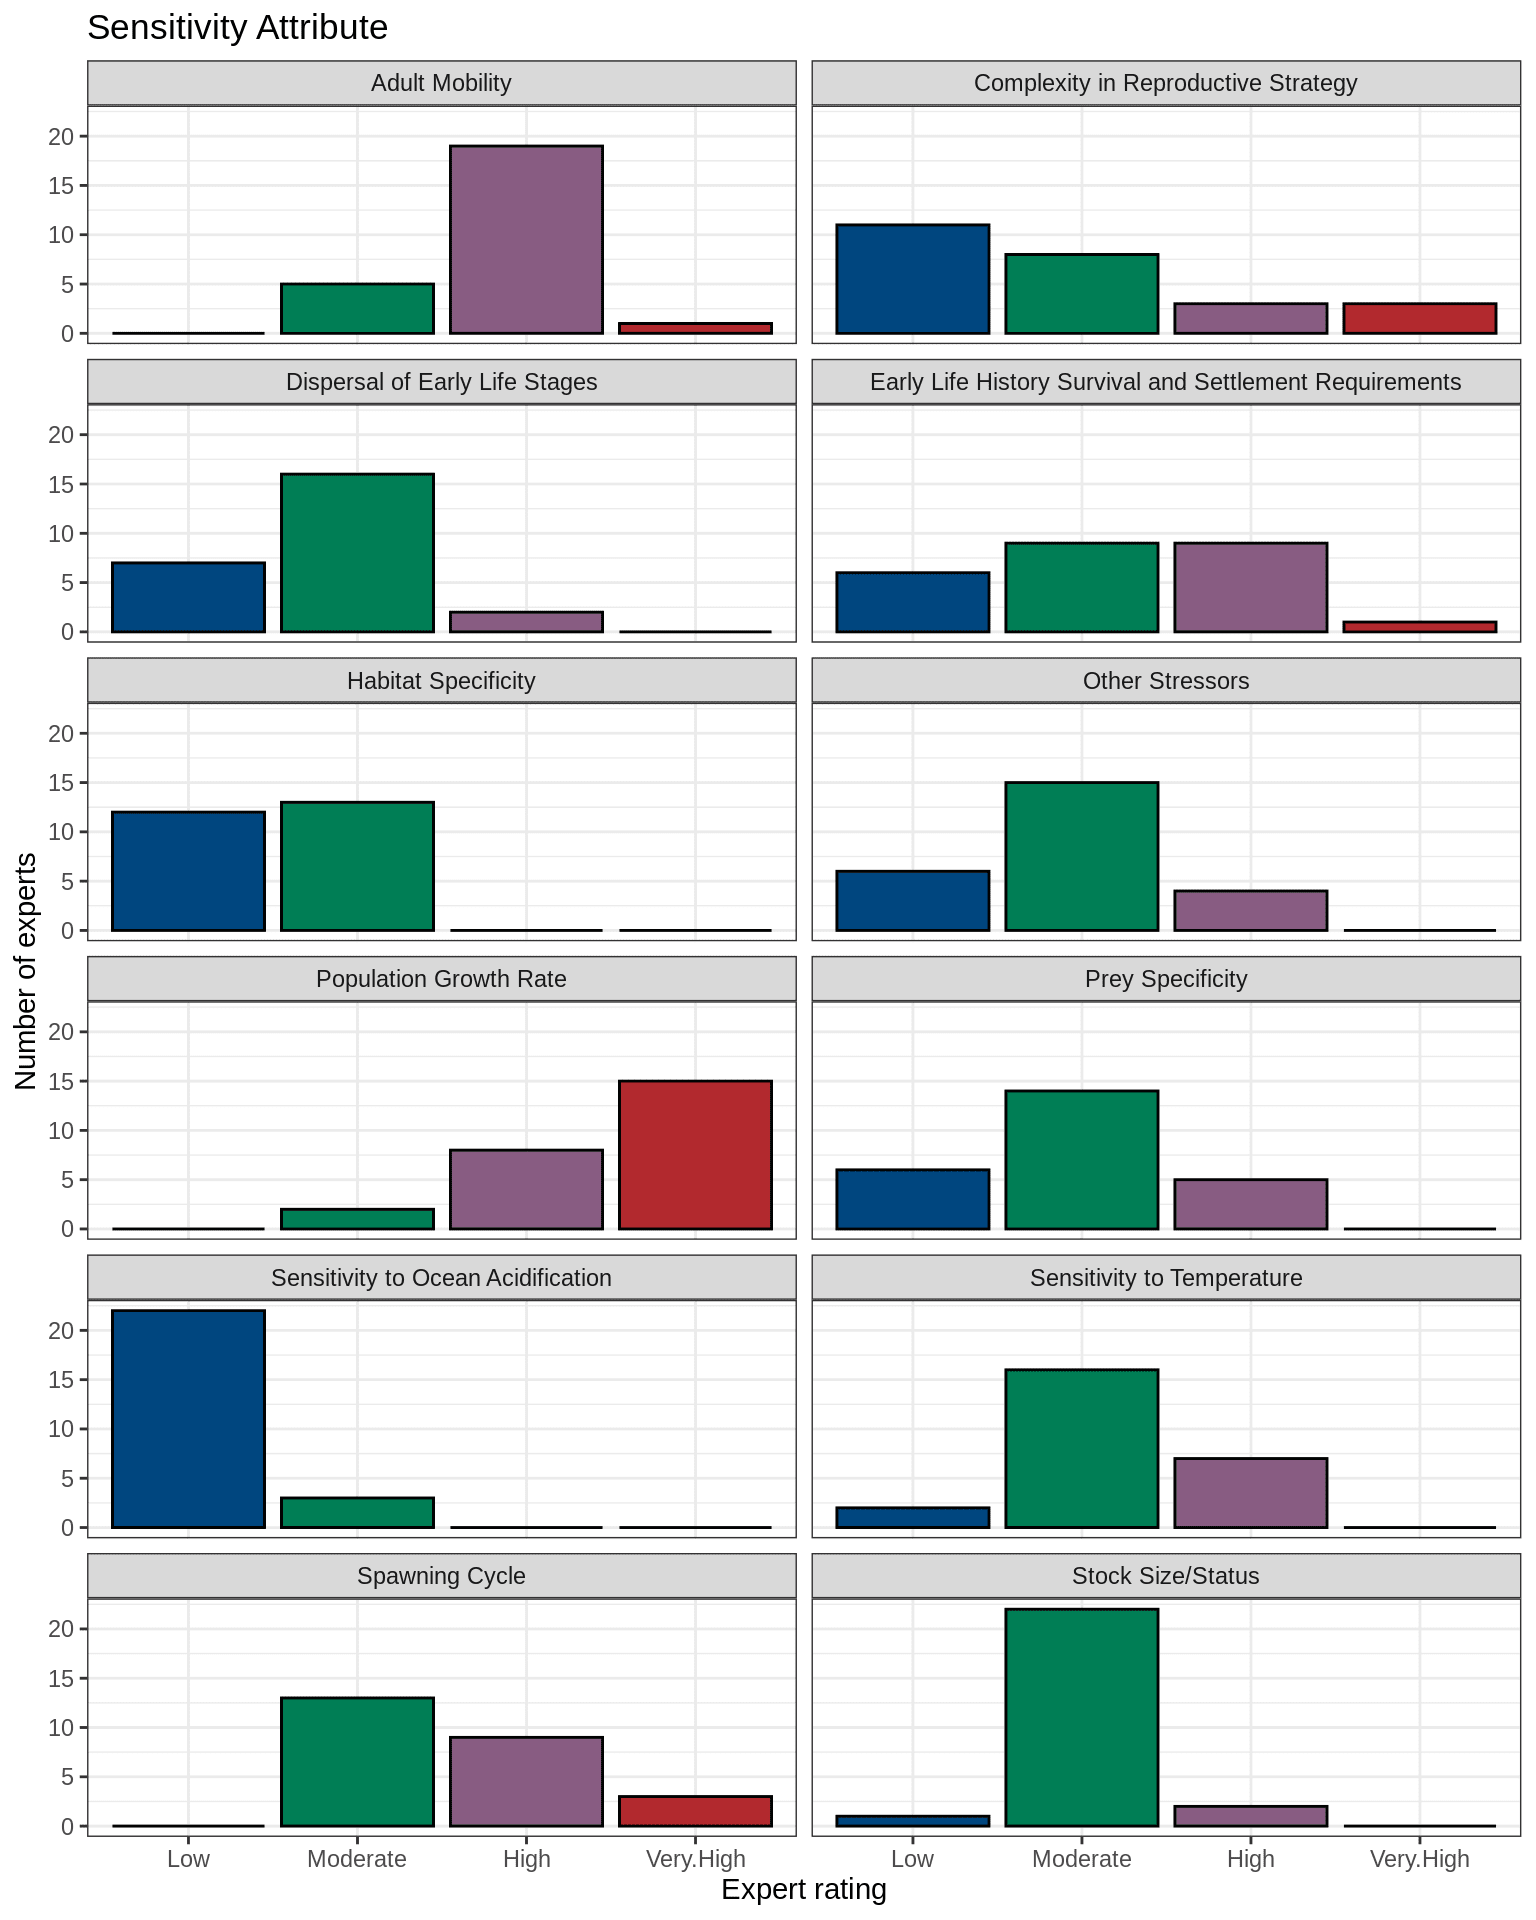 Sensitivity Attribute
Adult Mobility
Complexity in Reproductive Strategy
20
15
10
5
0
Dispersal of Early Life Stages
Early Life History Survival and Settlement Requirements
20
15
10
5
0
Habitat Specificity
Other Stressors
20
15
10
5
0
Number of experts
Population Growth Rate
Prey Specificity
20
15
10
5
0
Sensitivity to Ocean Acidification
Sensitivity to Temperature
20
15
10
5
0
Spawning Cycle
Stock Size/Status
20
15
10
5
0
Low Moderate High Very.High Low Moderate High Very.High
Expert rating